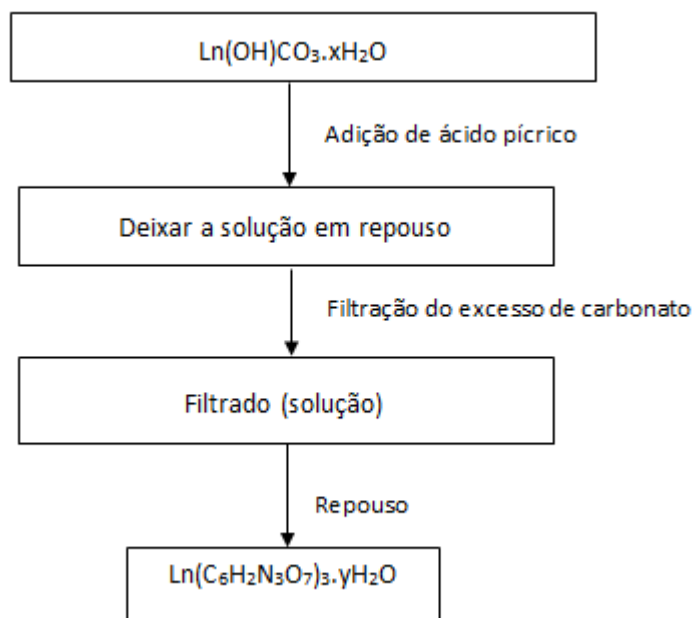 Ln(OH)CO₃.xH₂O
Adição de ácido pícrico
Deixar a solução em repouso
Filtração do excesso de carbonato
Filtrado (solução)
Repouso
Ln(C₆H₂N₃O₇)₃.yH₂O